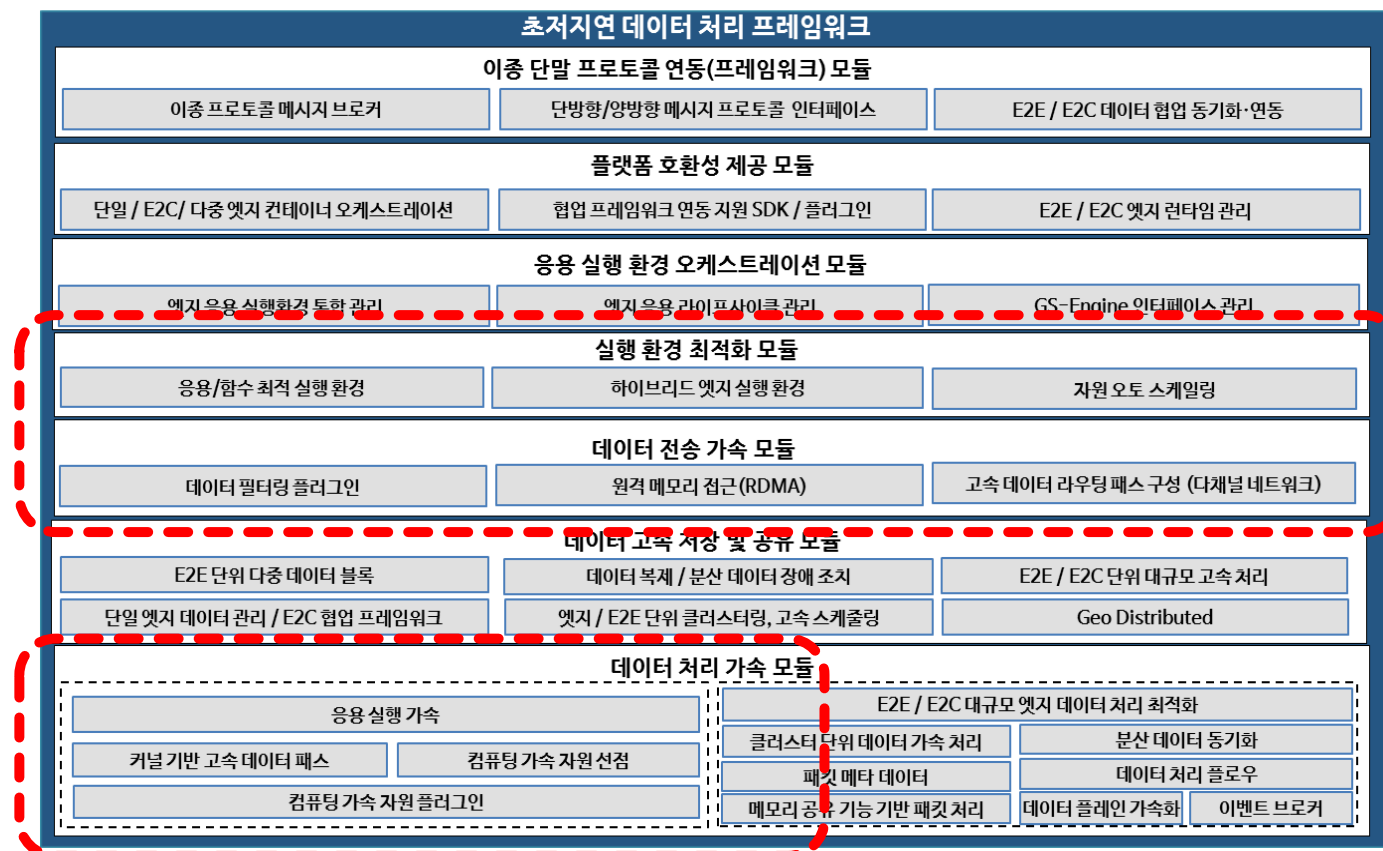 초저지연 데이터 처리 프레임워크
이종 단말 프로토콜 연동(프레임워크) 모듈
이종 프로토콜 메시지 브로커
단방향/양방향 메시지 프로토콜 인터페이스
E2E / E2C 데이터 협업 동기화·연동
플랫폼 호환성 제공 모듈
단일 / E2C/ 다중 엣지 컨테이너 오케스트레이션
협업 프레임워크 연동 지원 SDK / 플러그인
E2E / E2C 엣지 런타임 관리
응용 실행 환경 오케스트레이션 모듈
엣지 응용 실행환경 통합 관리
엣지 응용 라이프사이클 관리
GS-Engine 인터페이스 관리
실행 환경 최적화 모듈
응용/함수 최적 실행 환경
하이브리드 엣지 실행 환경
자원 오토 스케일링
데이터 전송 가속 모듈
데이터 필터링 플러그인
원격 메모리 접근(RDMA)
고속 데이터 라우팅 패스 구성 (다채널 네트워크)
데이터 고속 저장 및 공유 모듈
E2E 단위 다중 데이터 블록
데이터 복제 / 분산 데이터 장애 조치
E2E / E2C 단위 대규모 고속 처리
단일 엣지 데이터 관리 / E2C 협업 프레임워크
엣지 / E2E 단위 클러스터링, 고속 스케줄링
Geo Distributed
데이터 처리 가속 모듈
응용 실행 가속
커널 기반 고속 데이터 패스
컴퓨팅 가속 자원 선점
컴퓨팅 가속 자원 플러그인
E2E / E2C 대규모 엣지 데이터 처리 최적화
클러스터 단위 데이터 가속 처리
분산 데이터 동기화
패킷 메타 데이터
데이터 처리 플로우
메모리 공유 기능 기반 패킷 처리
데이터 플레인 가속화
이벤트 브로커